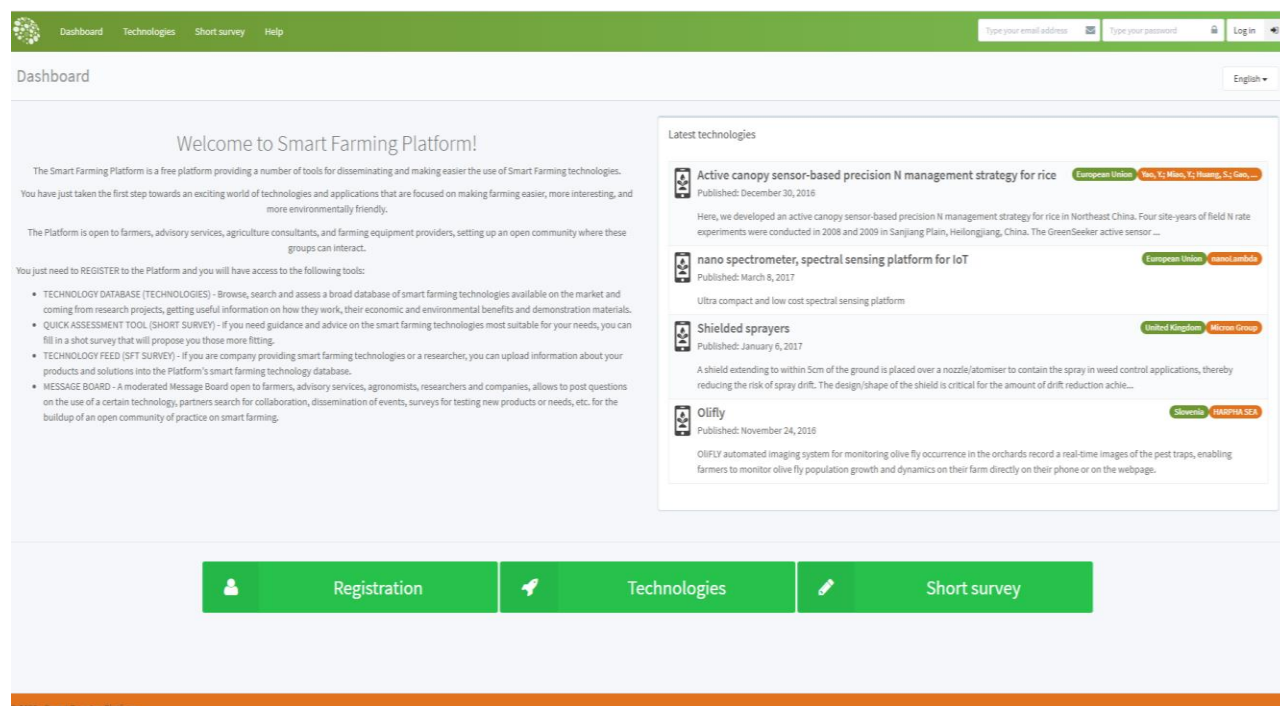 Dashboard Technologies Short survey Help
Type your email address Type your password Log in
Dashboard
English
Welcome to Smart Farming Platform!
The Smart Farming Platform is a free platform providing a number of tools for disseminating and making easier the use of Smart Farming technologies.
You have just taken the first step towards an exciting world of technologies and applications that are focused on making farming easier, more interesting, and
more environmentally friendly.
The Platform is open to farmers, advisory services, agriculture consultants, and farming equipment providers, setting up an open community where these
groups can interact.
You just need to REGISTER to the Platform and you will have access to the following tools:
• TECHNOLOGY DATABASE (TECHNOLOGIES) - Browse, search and assess a broad database of smart farming technologies available on the market and
coming from research projects, getting useful information on how they work, their economic and environmental benefits and demonstration materials.
• QUICK ASSESSMENT TOOL (SHORT SURVEY) - If you need guidance and advice on the smart farming technologies most suitable for your needs, you can
fill in a shot survey that will propose you those more fitting.
• TECHNOLOGY FEED (SFT SURVEY) - If you are company providing smart farming technologies or a researcher, you can upload information about your
products and solutions into the Platform's smart farming technology database.
• MESSAGE BOARD - A moderated Message Board open to farmers, advisory services, agronomists, researchers and companies, allows to post questions
on the use of a certain technology, partners search for collaboration, dissemination of events, surveys for testing new products or needs, etc. for the
buildup of an open community of practice on smart farming.
Latest technologies
Active canopy sensor-based precision N management strategy for rice European Union Yao, Y.; Miao, Y.; Huang, S.; Gao, ...
Published: December 30, 2016
Here, we developed an active canopy sensor-based precision N management strategy for rice in Northeast China. Four site-years of field N rate
experiments were conducted in 2008 and 2009 in Sanjiang Plain, Heilongjiang, China. The GreenSeeker active sensor ...
nano spectrometer, spectral sensing platform for IoT European Union nanoLambda
Published: March 8, 2017
Ultra compact and low cost spectral sensing platform
Shielded sprayers United Kingdom Micron Group
Published: January 6, 2017
A shield extending to within 5cm of the ground is placed over a nozzle/atomiser to contain the spray in weed control applications, thereby
reducing the risk of spray drift. The design/shape of the shield is critical for the amount of drift reduction achie...
Olifly Slovenia HARPHA SEA
Published: November 24, 2016
OliFLY automated imaging system for monitoring olive fly occurrence in the orchards record a real-time images of the pest traps, enabling
farmers to monitor olive fly population growth and dynamics on their farm directly on their phone or on the webpage.
Registration Technologies Short survey